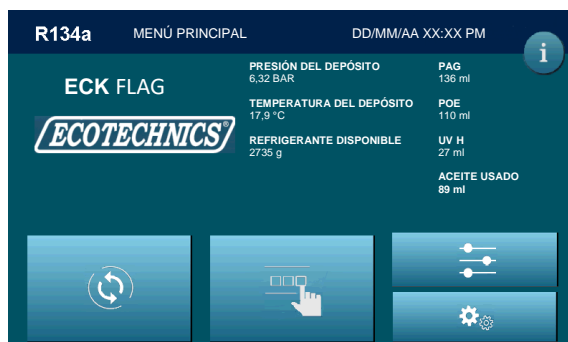 R134a MENÚ PRINCIPAL DD/MM/AA XX:XX PM
i
ECK FLAG
ECOTECHNICS®
PRESIÓN DEL DEPÓSITO
6,32 BAR
TEMPERATURA DEL DEPÓSITO
17,9 °C
REFRIGERANTE DISPONIBLE
2735 g
PAG
136 ml
POE
110 ml
UV H
27 ml
ACEITE USADO
89 ml